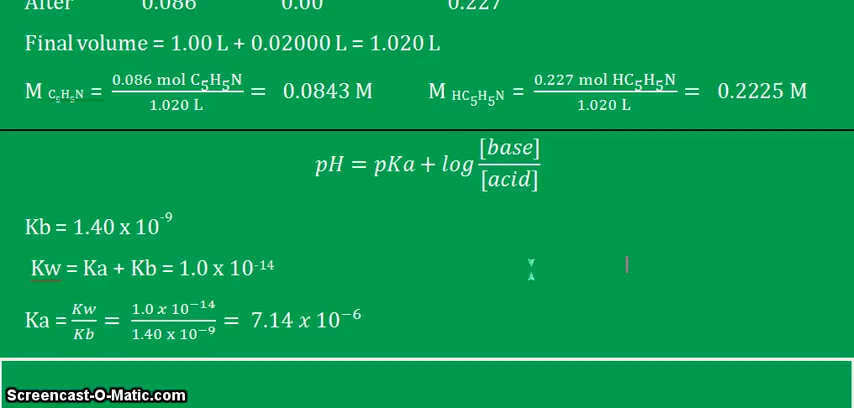 After 0.086 0.00 0.227
Final volume = 1.00 L + 0.02000 L = 1.020 L
M C₅H₅N = 0.086 mol C₅H₅N / 1.020 L = 0.0843 M M HC₅H₅N = 0.227 mol HC₅H₅N / 1.020 L = 0.2225 M
pH = pKa + log [base] / [acid]
Kb = 1.40 x 10⁻⁹
Kw = Ka + Kb = 1.0 x 10⁻¹⁴
Ka = Kw / Kb = 1.0 x 10⁻¹⁴ / 1.40 x 10⁻⁹ = 7.14 x 10⁻⁶
Screencast-O-Matic.com